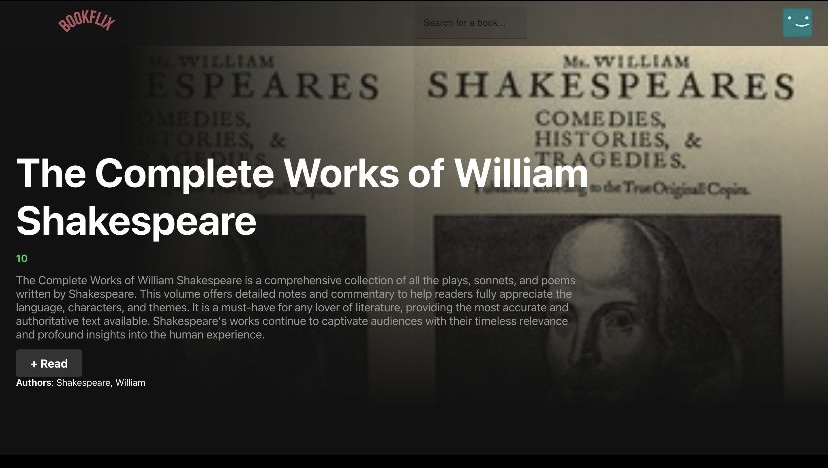 BOOKFLIX
Search for a book...
Mr. WILLIAM
SHAKESPEARES
COMEDIES,
HISTORIES, &
TRAGEDIES.
Mr. WILLIAM
SHAKESPEARES
COMEDIES,
HISTORIES, &
TRAGEDIES.
according to the True Originall Copies.
The Complete Works of William
Shakespeare
10
The Complete Works of William Shakespeare is a comprehensive collection of all the plays, sonnets, and poems
written by Shakespeare. This volume offers detailed notes and commentary to help readers fully appreciate the
language, characters, and themes. It is a must-have for any lover of literature, providing the most accurate and
authoritative text available. Shakespeare's works continue to captivate audiences with their timeless relevance
and profound insights into the human experience.
+ Read
Authors: Shakespeare, William